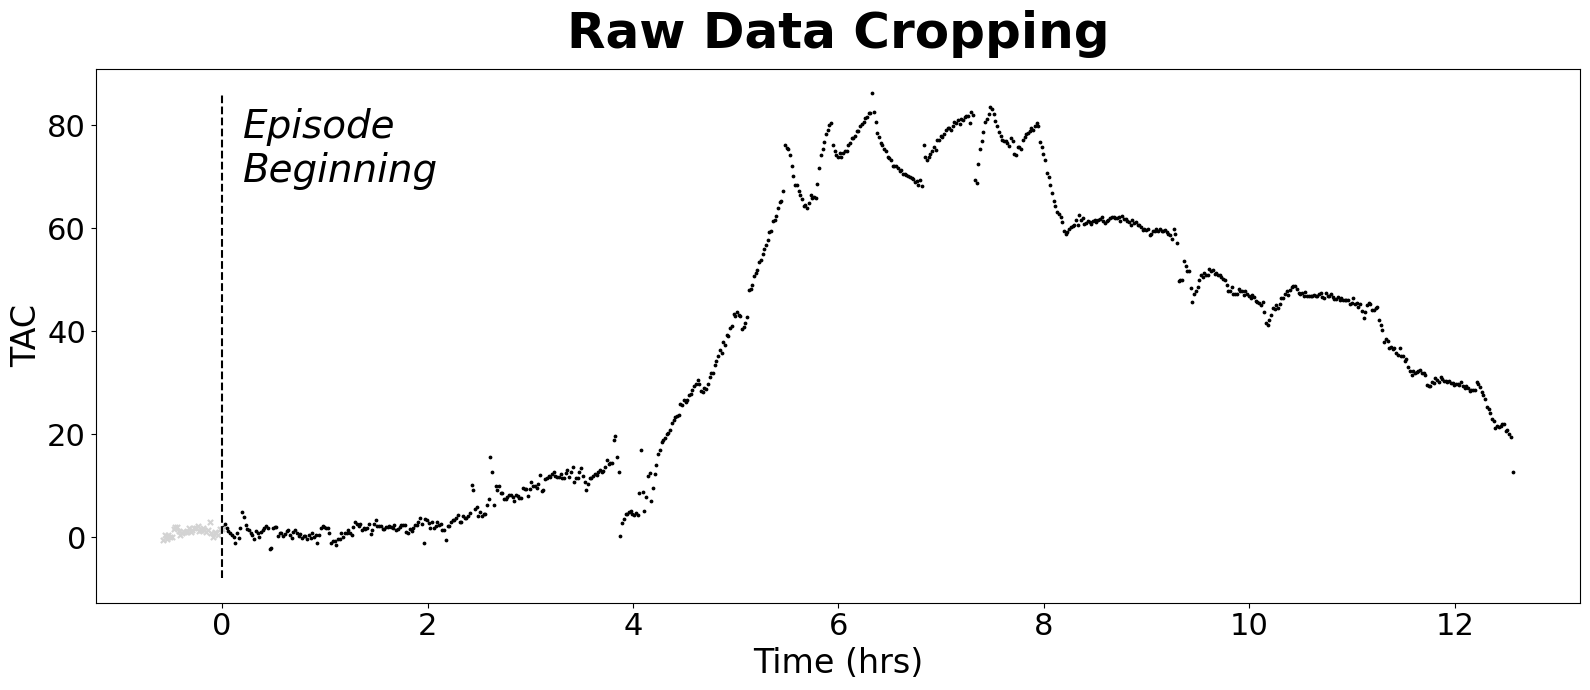 Raw Data Cropping
Episode
Beginning
TAC
80
60
40
20
0
0 2 4 6 8 10 12
Time (hrs)